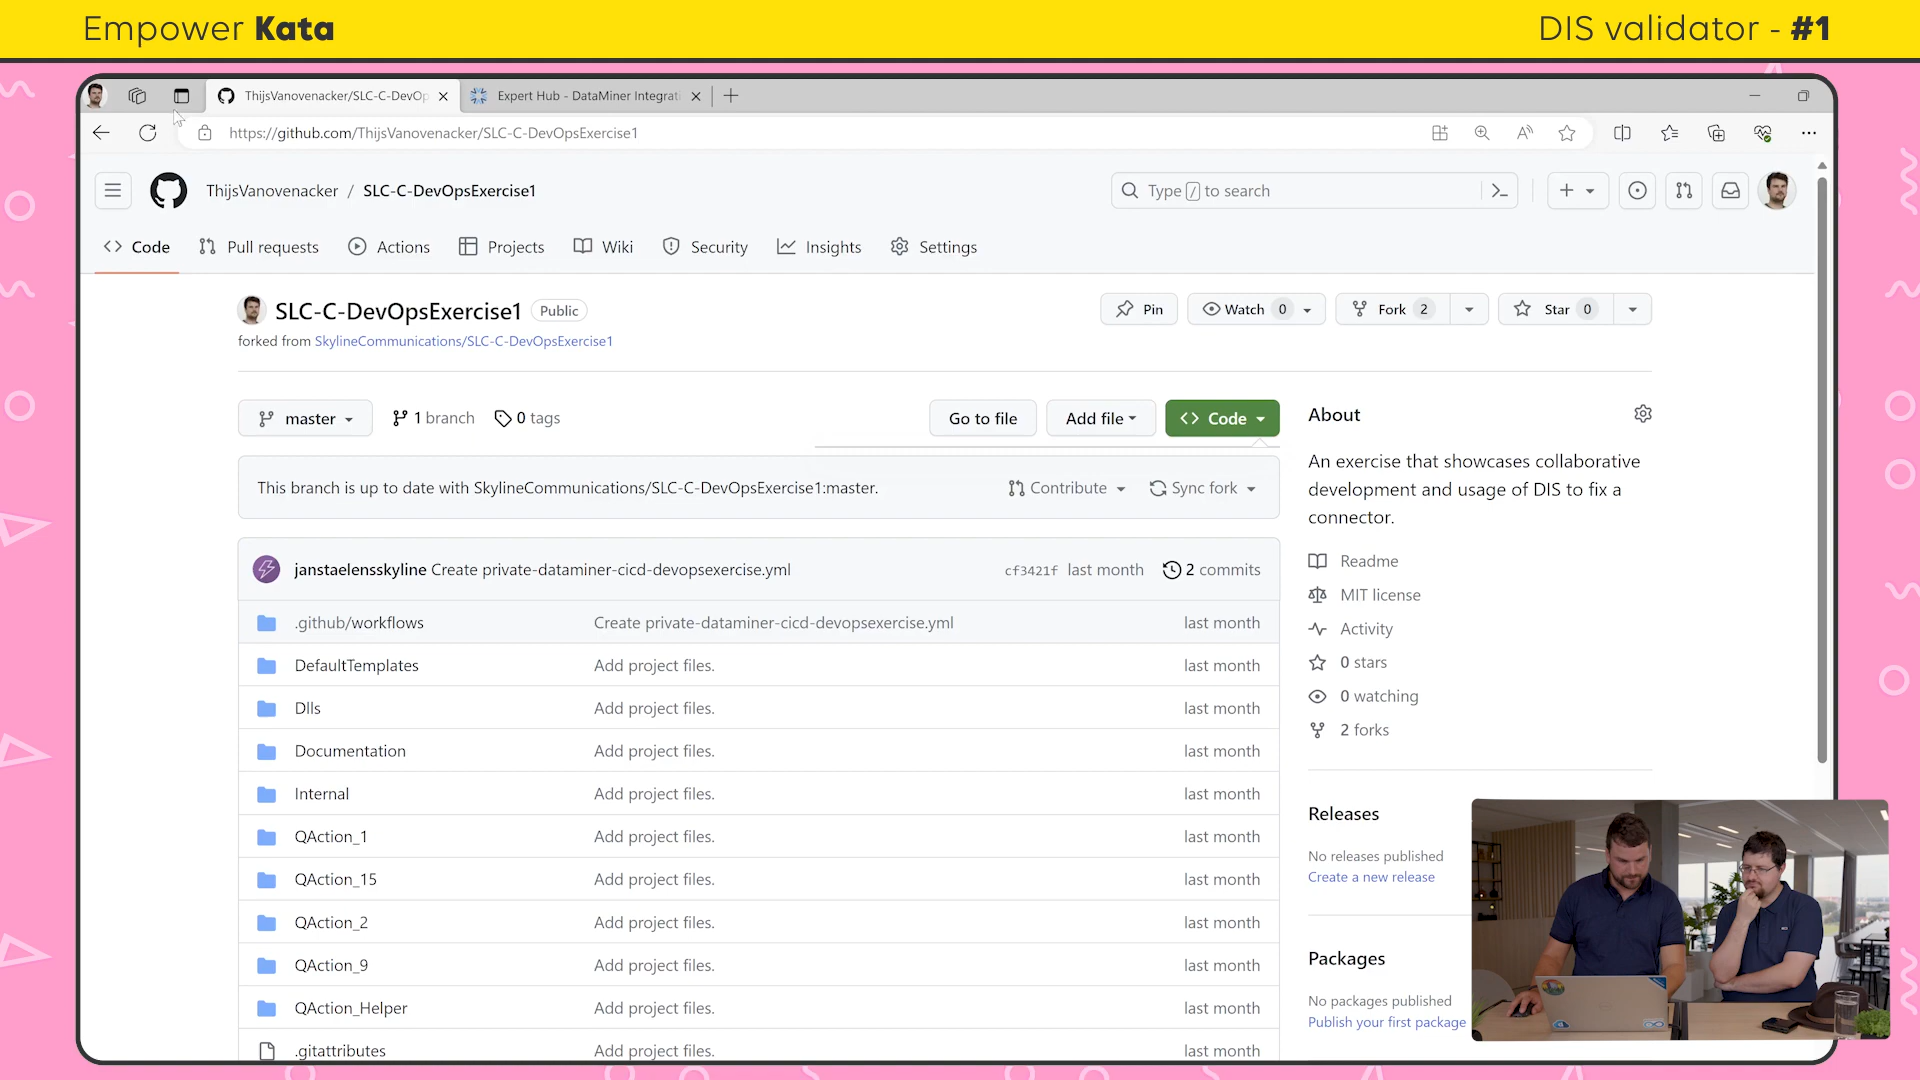 Empower Kata
DIS validator - #1
ThijsVanovenacker/SLC-C-DevOp
Expert Hub - DataMiner Integrati
https://github.com/ThijsVanovenacker/SLC-C-DevOpsExercise1
ThijsVanovenacker / SLC-C-DevOpsExercise1
Type / to search
Code
Pull requests
Actions
Projects
Wiki
Security
Insights
Settings
SLC-C-DevOpsExercise1
Public
Pin
Watch 0
Fork 2
Star 0
forked from SkylineCommunications/SLC-C-DevOpsExercise1
master
1 branch
0 tags
Go to file
Add file
Code
This branch is up to date with SkylineCommunications/SLC-C-DevOpsExercise1:master.
Contribute
Sync fork
janstaelensskyline Create private-dataminer-cicd-devopsexercise.yml
cf3421f last month
2 commits
.github/workflows Create private-dataminer-cicd-devopsexercise.yml last month
DefaultTemplates Add project files. last month
Dlls Add project files. last month
Documentation Add project files. last month
Internal Add project files. last month
QAction_1 Add project files. last month
QAction_15 Add project files. last month
QAction_2 Add project files. last month
QAction_9 Add project files. last month
QAction_Helper Add project files. last month
.gitattributes Add project files. last month
About
An exercise that showcases collaborative
development and usage of DIS to fix a
connector.
Readme
MIT license
Activity
0 stars
0 watching
2 forks
Releases
No releases published
Create a new release
Packages
No packages published
Publish your first package